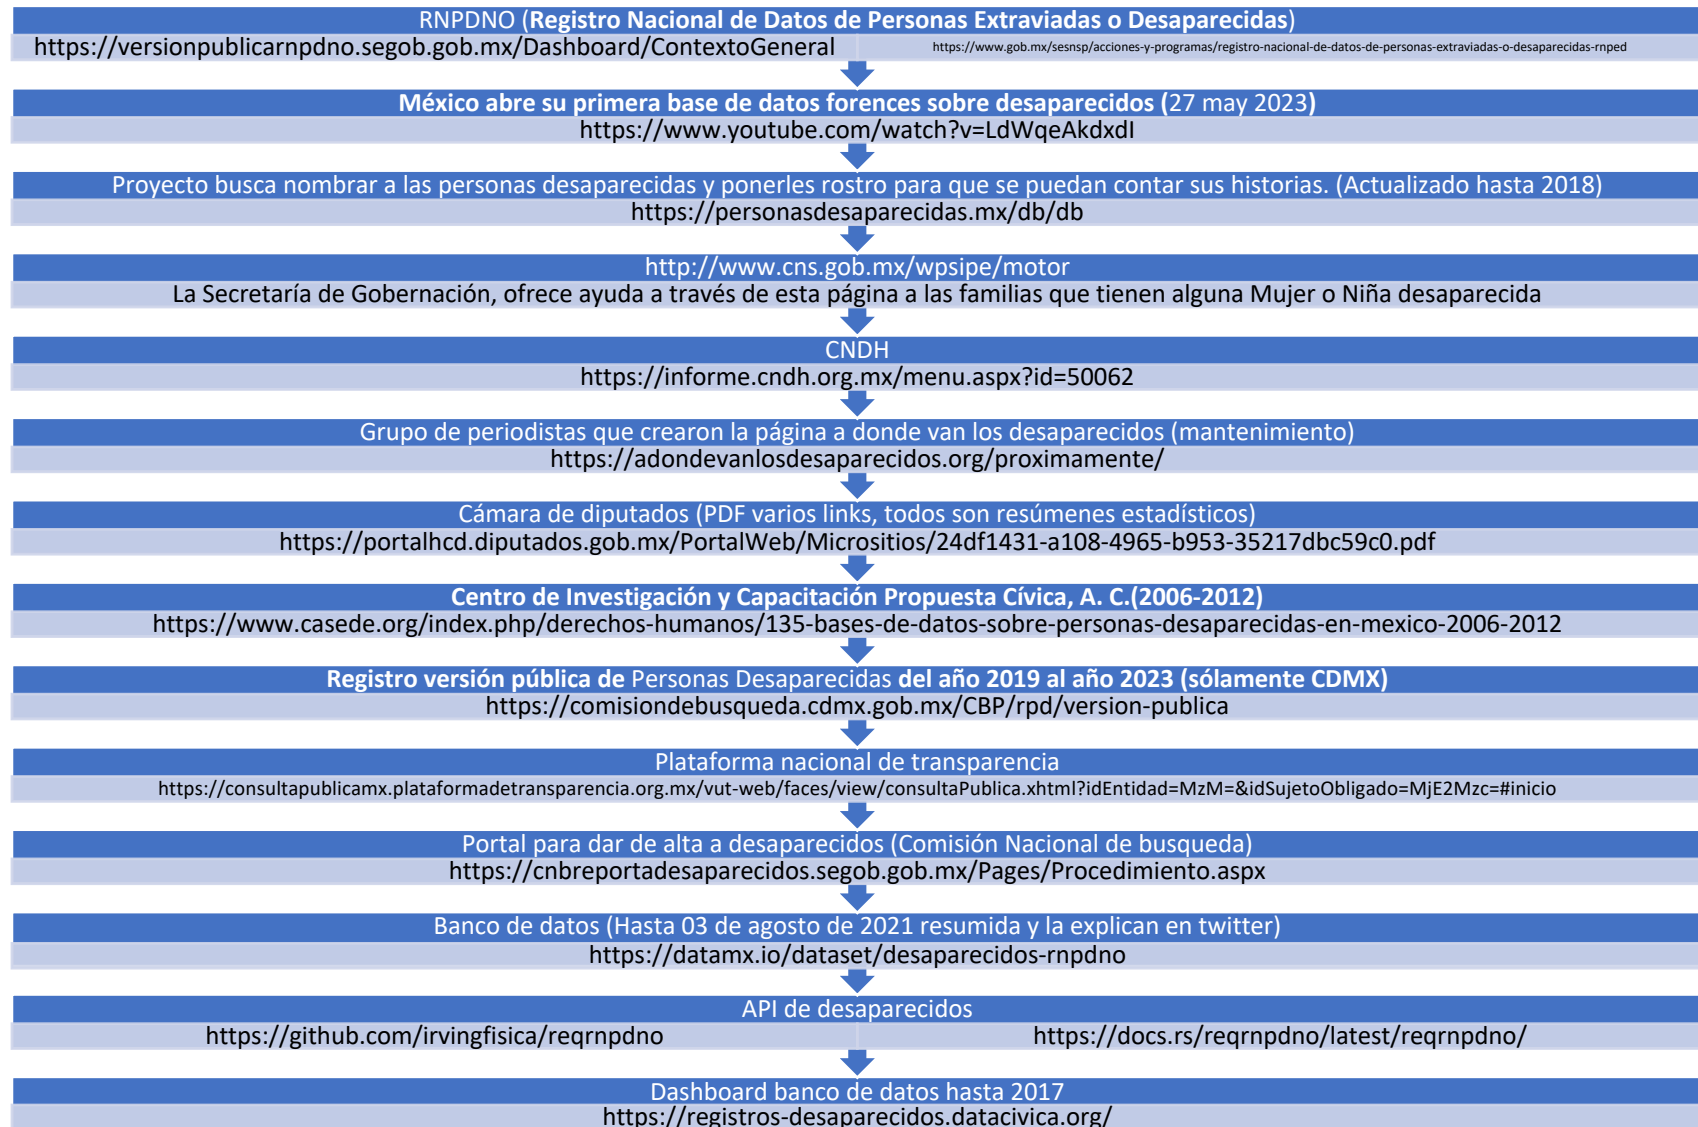 RNPDNO (Registro Nacional de Datos de Personas Extraviadas o Desaparecidas)
https://versionpublicarnpdno.segob.gob.mx/Dashboard/ContextoGeneral
https://www.gob.mx/sesnsp/acciones-y-programas/registro-nacional-de-datos-de-personas-extraviadas-o-desaparecidas-rnped
México abre su primera base de datos forences sobre desaparecidos (27 may 2023)
https://www.youtube.com/watch?v=LdWqeAkdxdI
Proyecto busca nombrar a las personas desaparecidas y ponerles rostro para que se puedan contar sus historias. (Actualizado hasta 2018)
https://personasdesaparecidas.mx/db/db
http://www.cns.gob.mx/wpsipe/motor
La Secretaría de Gobernación, ofrece ayuda a través de esta página a las familias que tienen alguna Mujer o Niña desaparecida
CNDH
https://informe.cndh.org.mx/menu.aspx?id=50062
Grupo de periodistas que crearon la página a donde van los desaparecidos (mantenimiento)
https://adondevanlosdesaparecidos.org/proximamente/
Cámara de diputados (PDF varios links, todos son resúmenes estadísticos)
https://portalhcd.diputados.gob.mx/PortalWeb/Micrositios/24df1431-a108-4965-b953-35217dbc59c0.pdf
Centro de Investigación y Capacitación Propuesta Cívica, A. C.(2006-2012)
https://www.casede.org/index.php/derechos-humanos/135-bases-de-datos-sobre-personas-desaparecidas-en-mexico-2006-2012
Registro versión pública de Personas Desaparecidas del año 2019 al año 2023 (sólamente CDMX)
https://comisiondebusqueda.cdmx.gob.mx/CBP/rpd/version-publica
Plataforma nacional de transparencia
https://consultapublicamx.plataformadetransparencia.org.mx/vut-web/faces/view/consultaPublica.xhtml?idEntidad=MzM=&idSujetoObligado=MjE2Mzc=#inicio
Portal para dar de alta a desaparecidos (Comisión Nacional de busqueda)
https://cnbreportadesaparecidos.segob.gob.mx/Pages/Procedimiento.aspx
Banco de datos (Hasta 03 de agosto de 2021 resumida y la explican en twitter)
https://datamx.io/dataset/desaparecidos-rnpdno
API de desaparecidos
https://github.com/irvingfisica/reqrnpdno
https://docs.rs/reqrnpdno/latest/reqrnpdno/
Dashboard banco de datos hasta 2017
https://registros-desaparecidos.datacivica.org/